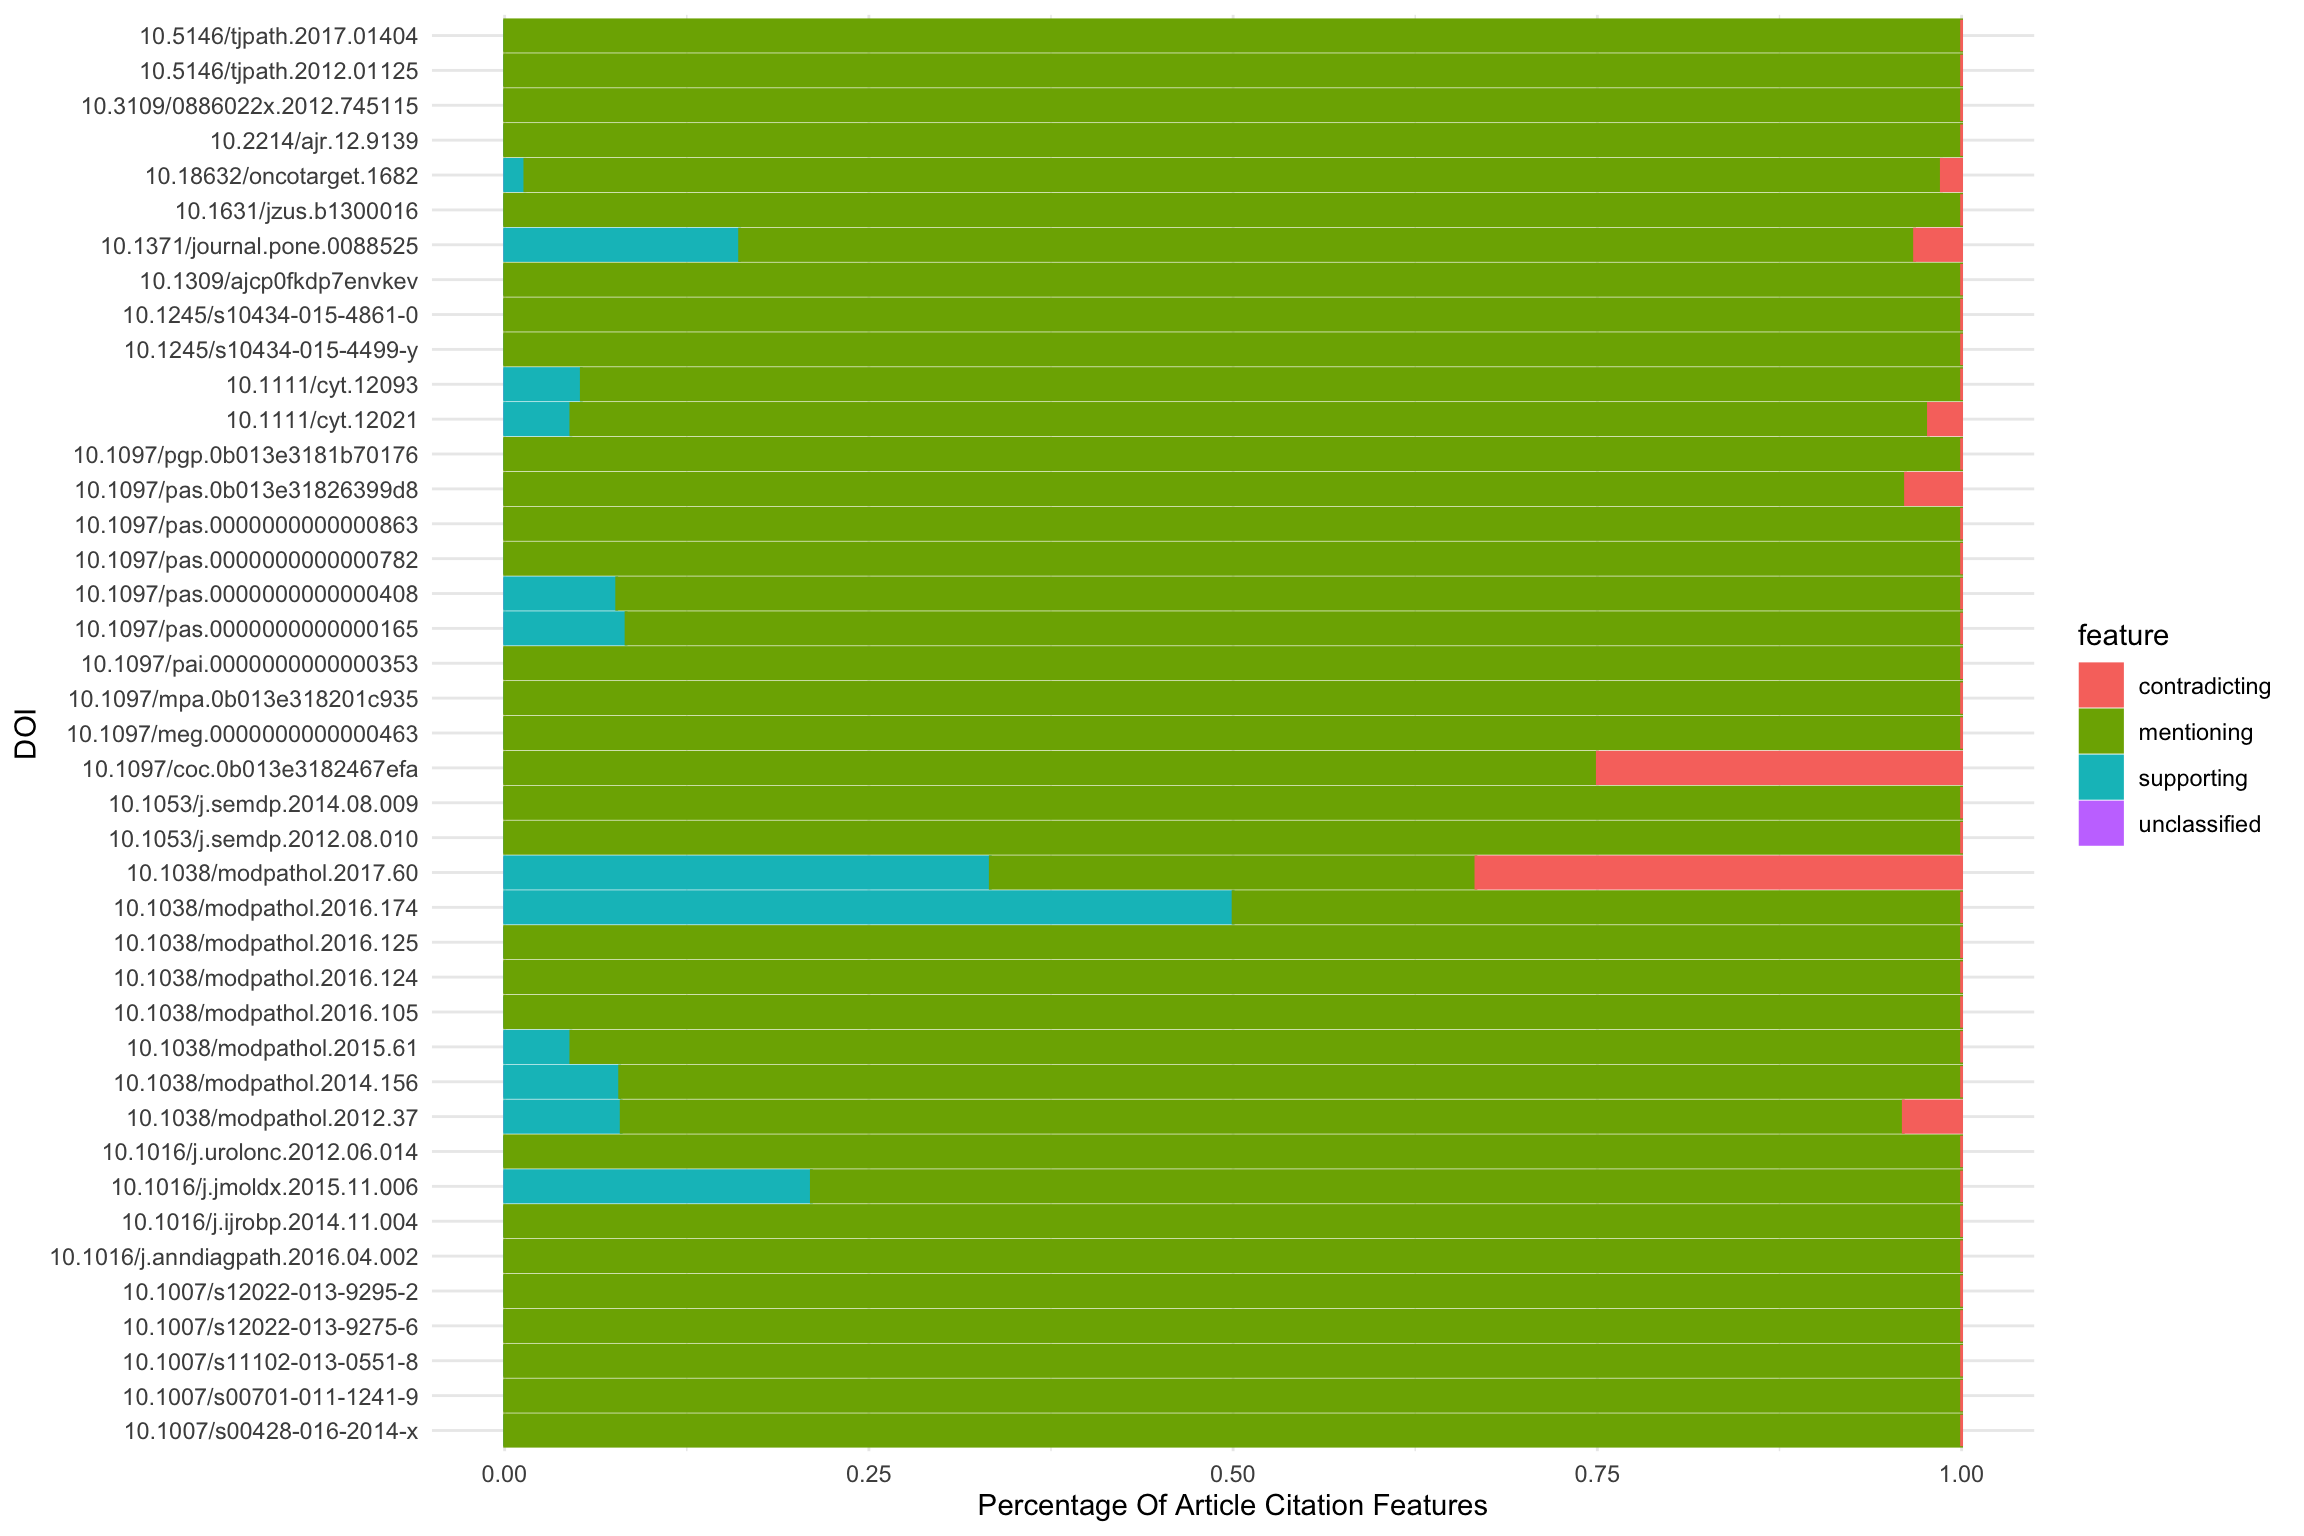 10.5146/tjpath.2017.01404
10.5146/tjpath.2012.01125
10.3109/0886022x.2012.745115
10.2214/ajr.12.9139
10.18632/oncotarget.1682
10.1631/jzus.b1300016
10.1371/journal.pone.0088525
10.1309/ajcp0fkdp7envkev
10.1245/s10434-015-4861-0
10.1245/s10434-015-4499-y
10.1111/cyt.12093
10.1111/cyt.12021
10.1097/pgp.0b013e3181b70176
10.1097/pas.0b013e31826399d8
10.1097/pas.0000000000000863
10.1097/pas.0000000000000782
10.1097/pas.0000000000000408
10.1097/pas.0000000000000165
10.1097/pai.0000000000000353
10.1097/mpa.0b013e318201c935
10.1097/meg.0000000000000463
10.1097/coc.0b013e3182467efa
10.1053/j.semdp.2014.08.009
10.1053/j.semdp.2012.08.010
10.1038/modpathol.2017.60
10.1038/modpathol.2016.174
10.1038/modpathol.2016.125
10.1038/modpathol.2016.124
10.1038/modpathol.2016.105
10.1038/modpathol.2015.61
10.1038/modpathol.2014.156
10.1038/modpathol.2012.37
10.1016/j.urolonc.2012.06.014
10.1016/j.jmoldx.2015.11.006
10.1016/j.ijrobp.2014.11.004
10.1016/j.anndiagpath.2016.04.002
10.1007/s12022-013-9295-2
10.1007/s12022-013-9275-6
10.1007/s11102-013-0551-8
10.1007/s00701-011-1241-9
10.1007/s00428-016-2014-x
DOI
0.00 0.25 0.50 0.75 1.00
Percentage Of Article Citation Features
feature
contradicting
mentioning
supporting
unclassified